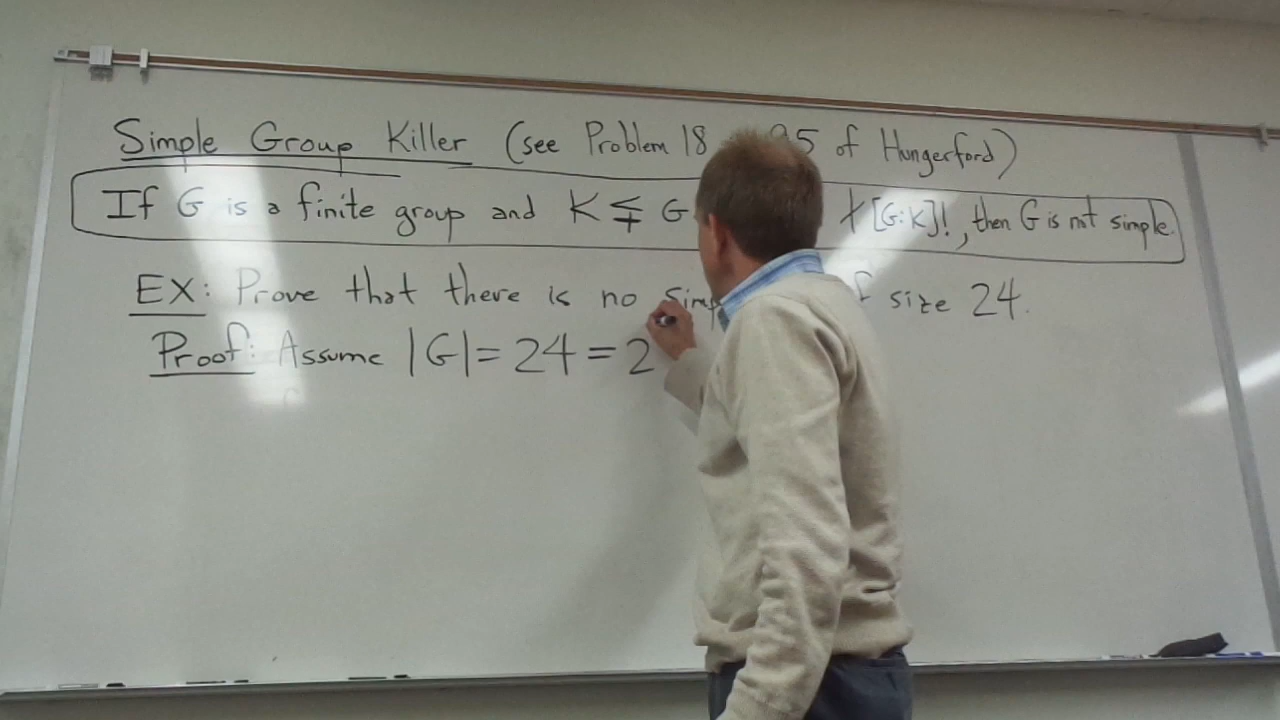 Simple Group Killer (see Problem 18 95 of Hungerford)
If G is a finite group and K ≨ G ∤ [G:K]!, then G is not simple.
EX: Prove that there is no size 24.
Proof: Assume |G| = 24 = 2